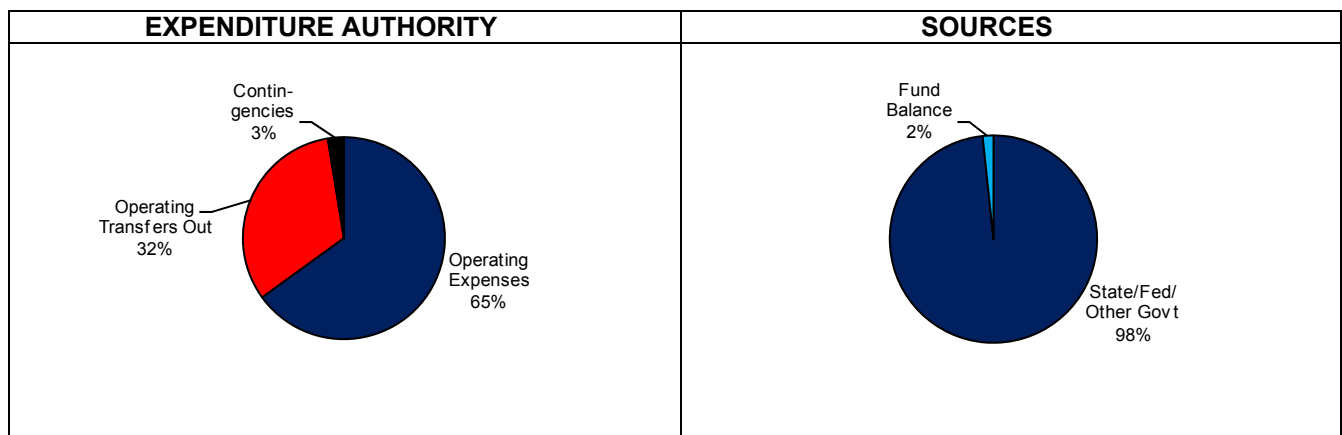 EXPENDITURE AUTHORITY
Contin-
gencies
3%
Operating
Transfers Out
32%
Operating
Expenses
65%
SOURCES
Fund
Balance
2%
State/Fed/
Other Govt
98%